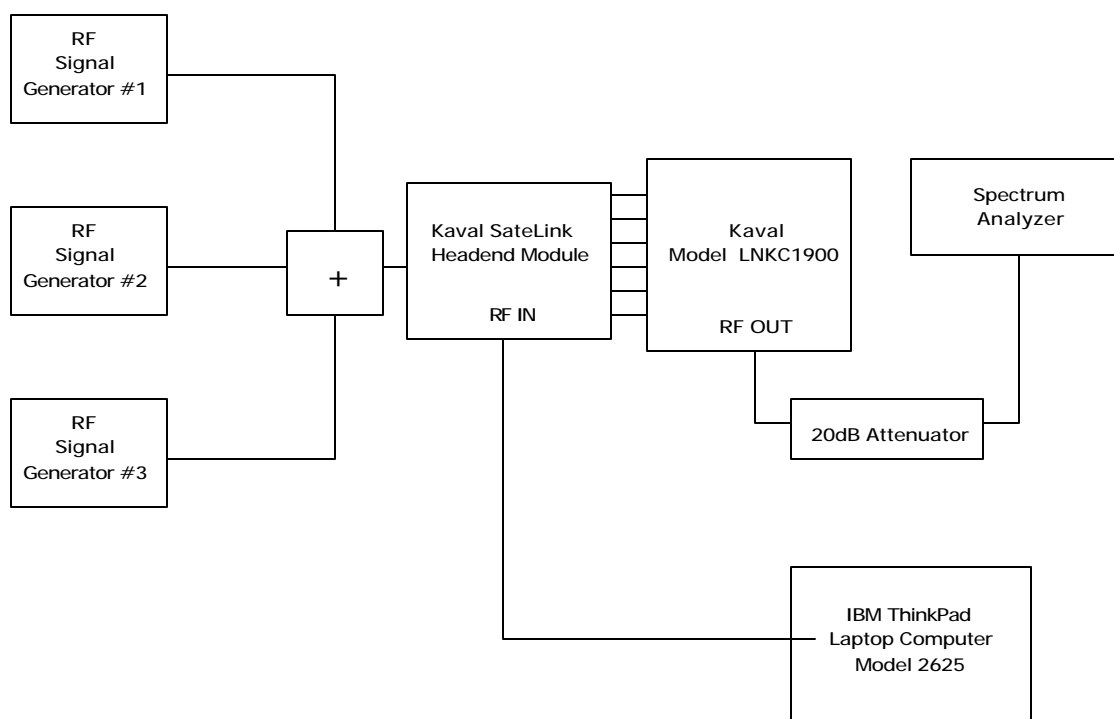 RF
Signal
Generator #1
RF
Signal
Generator #2
RF
Signal
Generator #3
+
Kaval SateLink
Headend Module
RF IN
Kaval
Model LNKC1900
RF OUT
Spectrum
Analyzer
20dB Attenuator
IBM ThinkPad
Laptop Computer
Model 2625